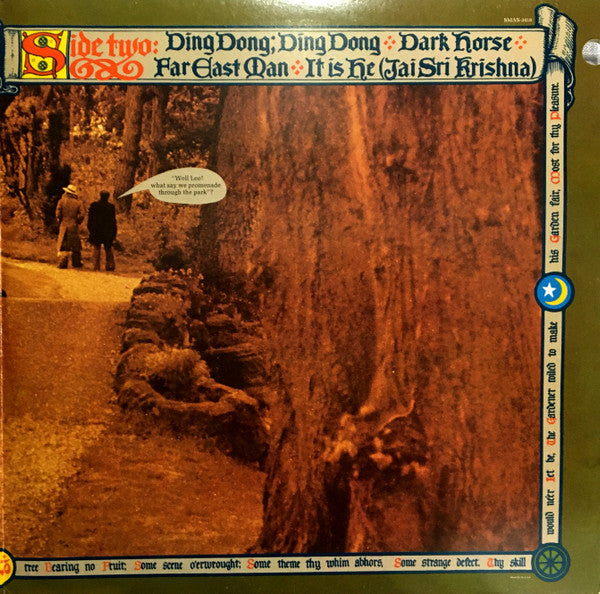 SMAS-3418
Side two: Ding Dong; Ding Dong ❖ Dark Horse ❖
Far East Man ❖ It is He (Jai Sri Krishna)
"Well Leo!
what say we promenade
through the park"?
tree Bearing no Fruit; Some scene o'erwrought; Some theme thy whim abhors, Some strange defect. Thy skill
would ne'er Let be, The Gardener toiled to make
his Garden fair, Most for thy Pleasure.